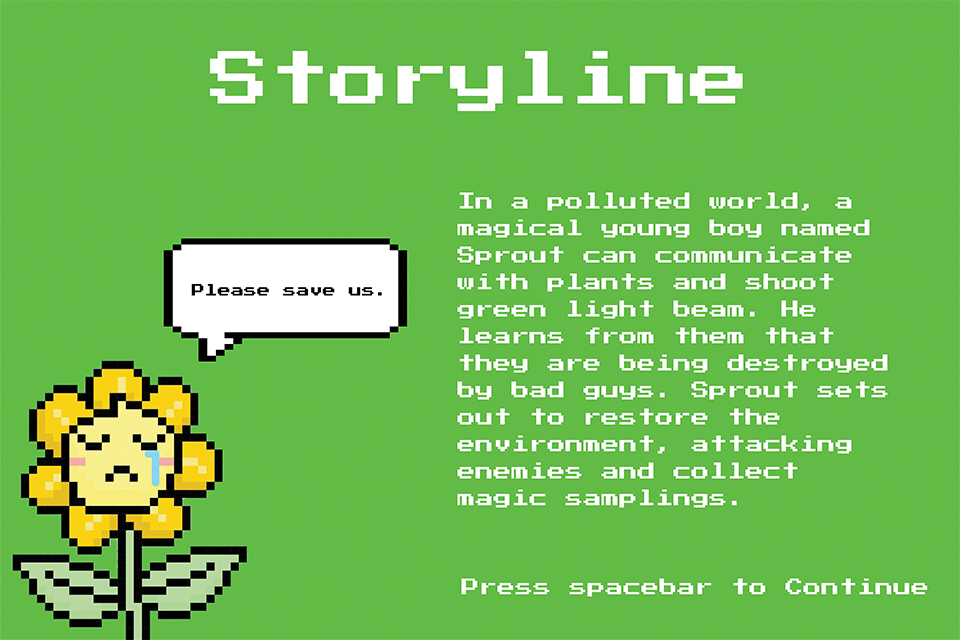 Storyline
Please save us.
In a polluted world, a
magical young boy named
Sprout can communicate
with plants and shoot
green light beam. He
learns from them that
they are being destroyed
by bad guys. Sprout sets
out to restore the
environment, attacking
enemies and collect
magic samplings.
Press spacebar to Continue